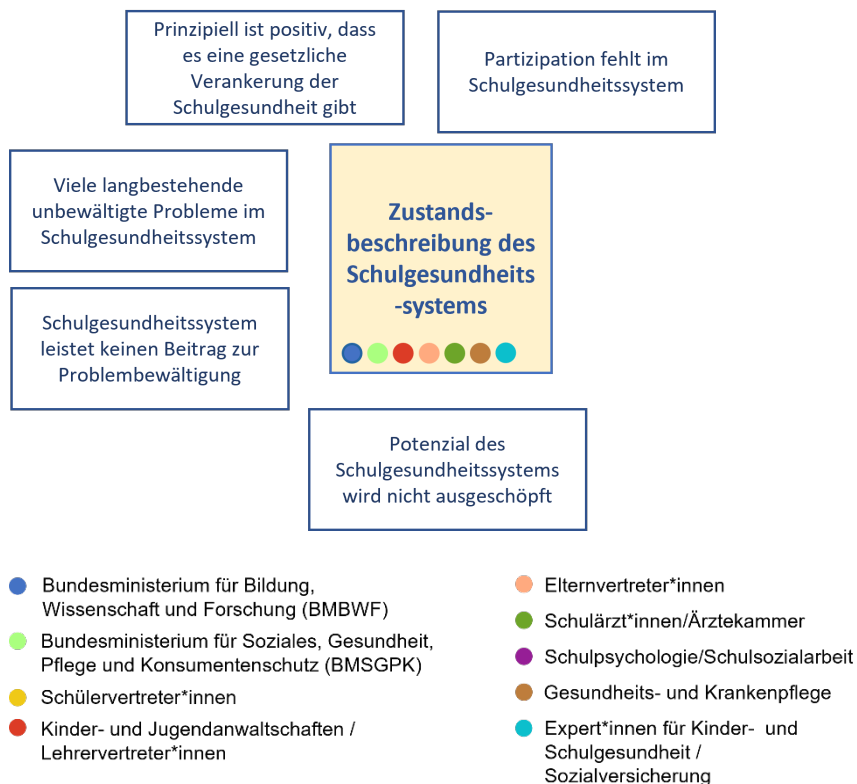 Prinzipiell ist positiv, dass
es eine gesetzliche
Verankerung der
Schulgesundheit gibt
Partizipation fehlt im
Schulgesundheitssystem
Viele langbestehende
unbewältigte Probleme im
Schulgesundheitssystem
Zustands-
beschreibung des
Schulgesundheits
-systems
Schulgesundheitssystem
leistet keinen Beitrag zur
Problembewältigung
Potenzial des
Schulgesundheitssystems
wird nicht ausgeschöpft
Bundesministerium für Bildung,
Wissenschaft und Forschung (BMBWF)
Bundesministerium für Soziales, Gesundheit,
Pflege und Konsumentenschutz (BMSGPK)
Schülervertreter*innen
Kinder- und Jugendanwaltschaften /
Lehrervertreter*innen
Elternvertreter*innen
Schulärzt*innen/Ärztekammer
Schulpsychologie/Schulsozialarbeit
Gesundheits- und Krankenpflege
Expert*innen für Kinder- und
Schulgesundheit /
Sozialversicherung